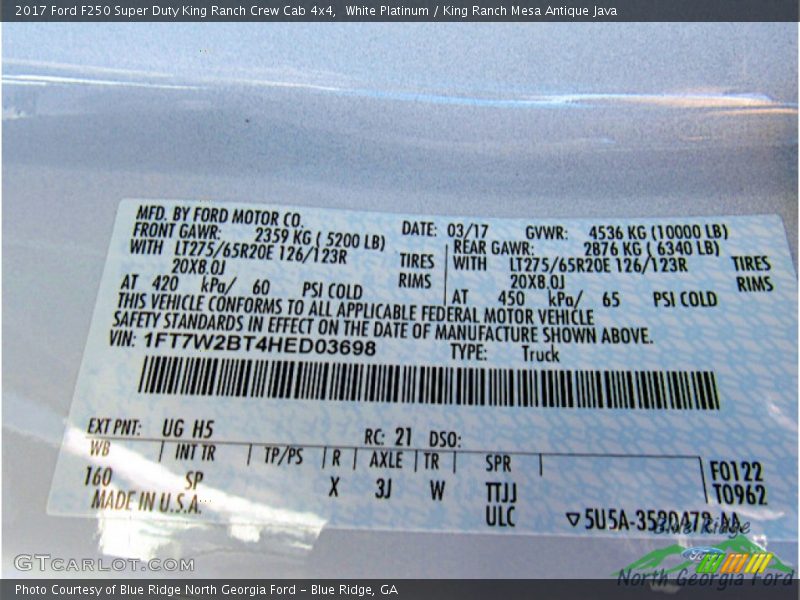 2017 Ford F250 Super Duty King Ranch Crew Cab 4x4,  White Platinum / King Ranch Mesa Antique Java
MFD. BY FORD MOTOR CO.
DATE: 03/17 GVWR: 4536 KG (10000 LB)
FRONT GAWR: 2359 KG ( 5200 LB)
REAR GAWR: 2876 KG ( 6340 LB)
WITH LT275/65R20E 126/123R TIRES
WITH LT275/65R20E 126/123R TIRES
20X8.0J RIMS
20X8.0J RIMS
AT 420 kPa/ 60 PSI COLD
AT 450 kPa/ 65 PSI COLD
THIS VEHICLE CONFORMS TO ALL APPLICABLE FEDERAL MOTOR VEHICLE
SAFETY STANDARDS IN EFFECT ON THE DATE OF MANUFACTURE SHOWN ABOVE.
VIN: 1FT7W2BT4HED03698 TYPE: Truck
EXT PNT: UG H5 RC: 21 DSO:
WB INT TR TP/PS R AXLE TR SPR
160 SP X 3J W TTJJ
ULC
F0122
T0962
MADE IN U.S.A.
5U5A-3520472-AA
Blue Ridge
Ford
North Georgia Ford
GTcarlot.com
Photo Courtesy of Blue Ridge North Georgia Ford – Blue Ridge, GA